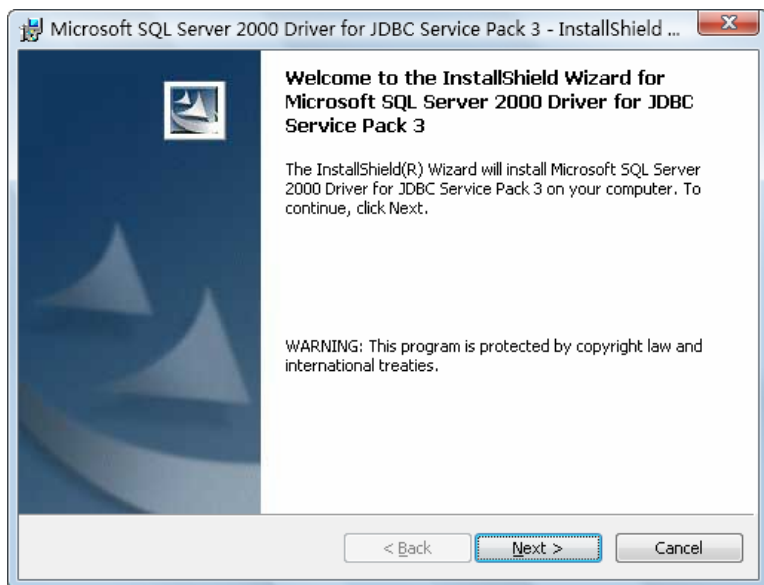 Microsoft SQL Server 2000 Driver for JDBC Service Pack 3 - InstallShield ...
Welcome to the InstallShield Wizard for
Microsoft SQL Server 2000 Driver for JDBC
Service Pack 3
The InstallShield(R) Wizard will install Microsoft SQL Server
2000 Driver for JDBC Service Pack 3 on your computer. To
continue, click Next.
WARNING: This program is protected by copyright law and
international treaties.
< Back
Next >
Cancel